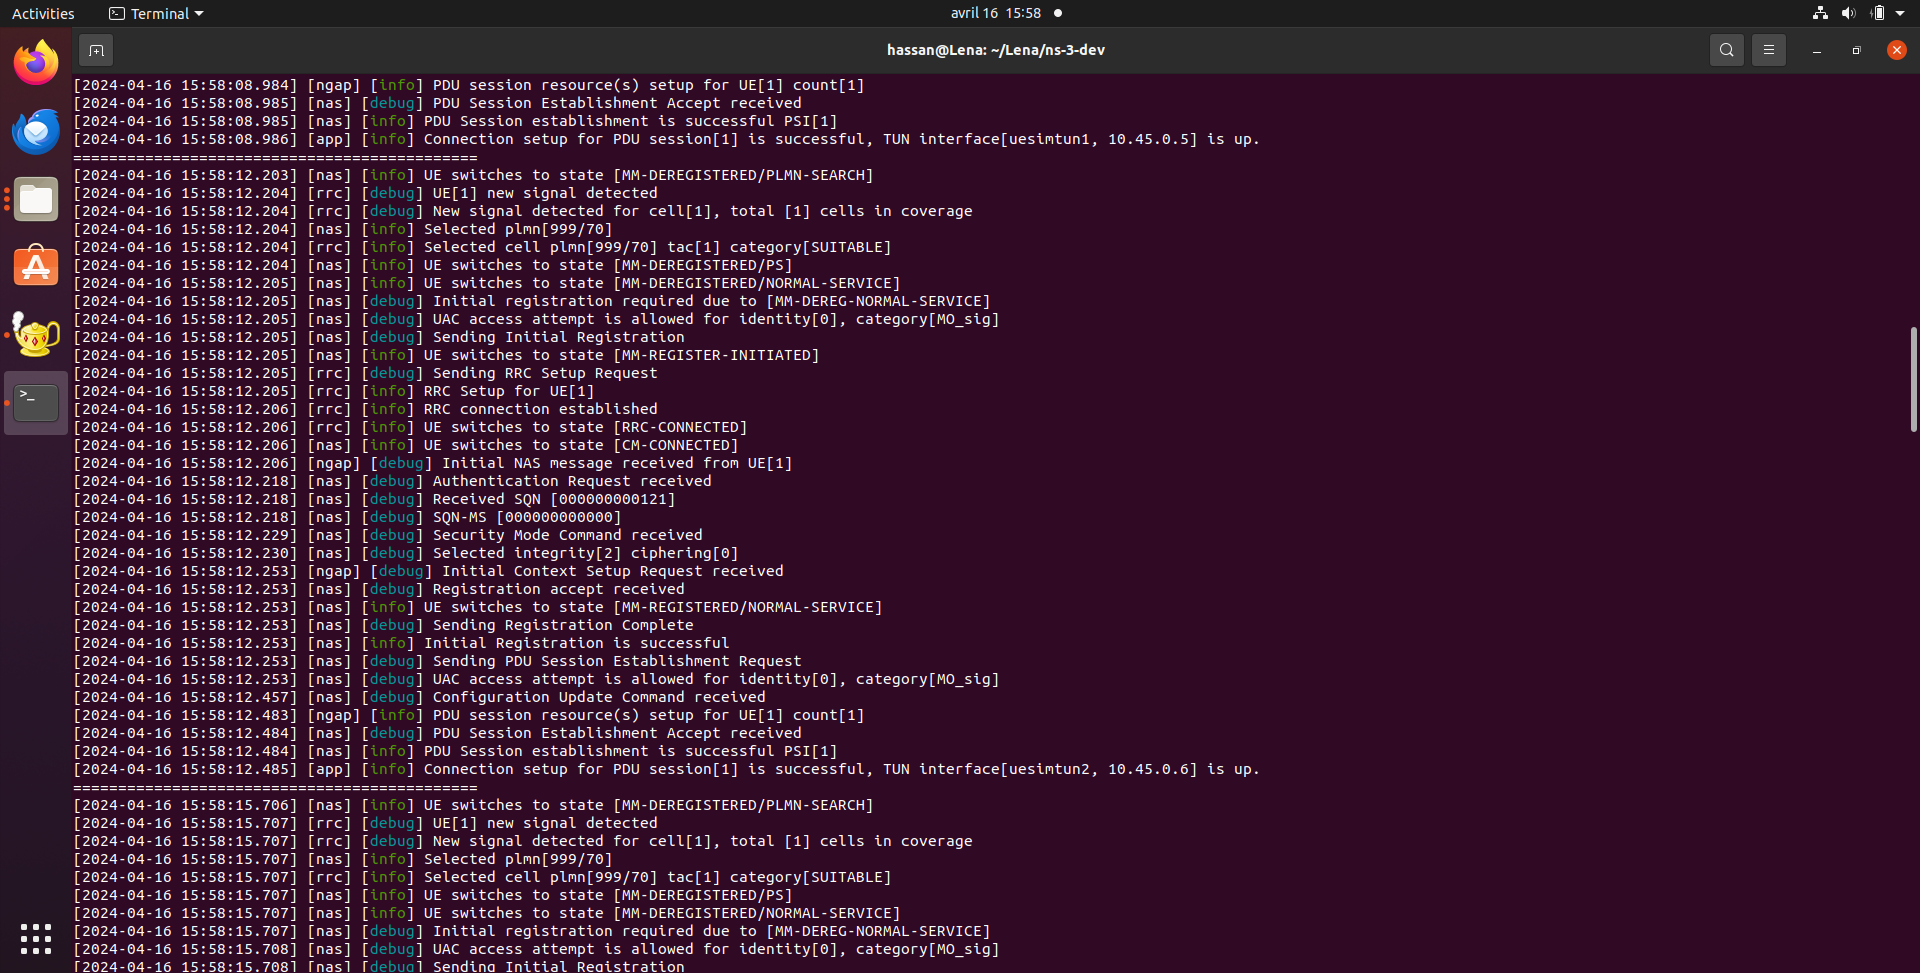 Activities
Terminal
avril 16 15:58
hassan@Lena: ~/Lena/ns-3-dev
[2024-04-16 15:58:08.984] [ngap] [info] PDU session resource(s) setup for UE[1] count[1]
[2024-04-16 15:58:08.985] [nas] [debug] PDU Session Establishment Accept received
[2024-04-16 15:58:08.985] [nas] [info] PDU Session establishment is successful PSI[1]
[2024-04-16 15:58:08.986] [app] [info] Connection setup for PDU session[1] is successful, TUN interface[uesimtun1, 10.45.0.5] is up.
=============================================
[2024-04-16 15:58:12.203] [nas] [info] UE switches to state [MM-DEREGISTERED/PLMN-SEARCH]
[2024-04-16 15:58:12.204] [rrc] [debug] UE[1] new signal detected
[2024-04-16 15:58:12.204] [rrc] [debug] New signal detected for cell[1], total [1] cells in coverage
[2024-04-16 15:58:12.204] [nas] [info] Selected plmn[999/70]
[2024-04-16 15:58:12.204] [rrc] [info] Selected cell plmn[999/70] tac[1] category[SUITABLE]
[2024-04-16 15:58:12.204] [nas] [info] UE switches to state [MM-DEREGISTERED/PS]
[2024-04-16 15:58:12.205] [nas] [info] UE switches to state [MM-DEREGISTERED/NORMAL-SERVICE]
[2024-04-16 15:58:12.205] [nas] [debug] Initial registration required due to [MM-DEREG-NORMAL-SERVICE]
[2024-04-16 15:58:12.205] [nas] [debug] UAC access attempt is allowed for identity[0], category[MO_sig]
[2024-04-16 15:58:12.205] [nas] [debug] Sending Initial Registration
[2024-04-16 15:58:12.205] [nas] [info] UE switches to state [MM-REGISTER-INITIATED]
[2024-04-16 15:58:12.205] [rrc] [debug] Sending RRC Setup Request
[2024-04-16 15:58:12.205] [rrc] [info] RRC Setup for UE[1]
[2024-04-16 15:58:12.206] [rrc] [info] RRC connection established
[2024-04-16 15:58:12.206] [rrc] [info] UE switches to state [RRC-CONNECTED]
[2024-04-16 15:58:12.206] [nas] [info] UE switches to state [CM-CONNECTED]
[2024-04-16 15:58:12.206] [ngap] [debug] Initial NAS message received from UE[1]
[2024-04-16 15:58:12.218] [nas] [debug] Authentication Request received
[2024-04-16 15:58:12.218] [nas] [debug] Received SQN [000000000121]
[2024-04-16 15:58:12.218] [nas] [debug] SQN-MS [000000000000]
[2024-04-16 15:58:12.229] [nas] [debug] Security Mode Command received
[2024-04-16 15:58:12.230] [nas] [debug] Selected integrity[2] ciphering[0]
[2024-04-16 15:58:12.253] [ngap] [debug] Initial Context Setup Request received
[2024-04-16 15:58:12.253] [nas] [debug] Registration accept received
[2024-04-16 15:58:12.253] [nas] [info] UE switches to state [MM-REGISTERED/NORMAL-SERVICE]
[2024-04-16 15:58:12.253] [nas] [debug] Sending Registration Complete
[2024-04-16 15:58:12.253] [nas] [info] Initial Registration is successful
[2024-04-16 15:58:12.253] [nas] [debug] Sending PDU Session Establishment Request
[2024-04-16 15:58:12.253] [nas] [debug] UAC access attempt is allowed for identity[0], category[MO_sig]
[2024-04-16 15:58:12.457] [nas] [debug] Configuration Update Command received
[2024-04-16 15:58:12.483] [ngap] [info] PDU session resource(s) setup for UE[1] count[1]
[2024-04-16 15:58:12.484] [nas] [debug] PDU Session Establishment Accept received
[2024-04-16 15:58:12.484] [nas] [info] PDU Session establishment is successful PSI[1]
[2024-04-16 15:58:12.485] [app] [info] Connection setup for PDU session[1] is successful, TUN interface[uesimtun2, 10.45.0.6] is up.
=============================================
[2024-04-16 15:58:15.706] [nas] [info] UE switches to state [MM-DEREGISTERED/PLMN-SEARCH]
[2024-04-16 15:58:15.707] [rrc] [debug] UE[1] new signal detected
[2024-04-16 15:58:15.707] [rrc] [debug] New signal detected for cell[1], total [1] cells in coverage
[2024-04-16 15:58:15.707] [nas] [info] Selected plmn[999/70]
[2024-04-16 15:58:15.707] [rrc] [info] Selected cell plmn[999/70] tac[1] category[SUITABLE]
[2024-04-16 15:58:15.707] [nas] [info] UE switches to state [MM-DEREGISTERED/PS]
[2024-04-16 15:58:15.707] [nas] [info] UE switches to state [MM-DEREGISTERED/NORMAL-SERVICE]
[2024-04-16 15:58:15.707] [nas] [debug] Initial registration required due to [MM-DEREG-NORMAL-SERVICE]
[2024-04-16 15:58:15.708] [nas] [debug] UAC access attempt is allowed for identity[0], category[MO_sig]
[2024-04-16 15:58:15.708] [nas] [debug] Sending Initial Registration